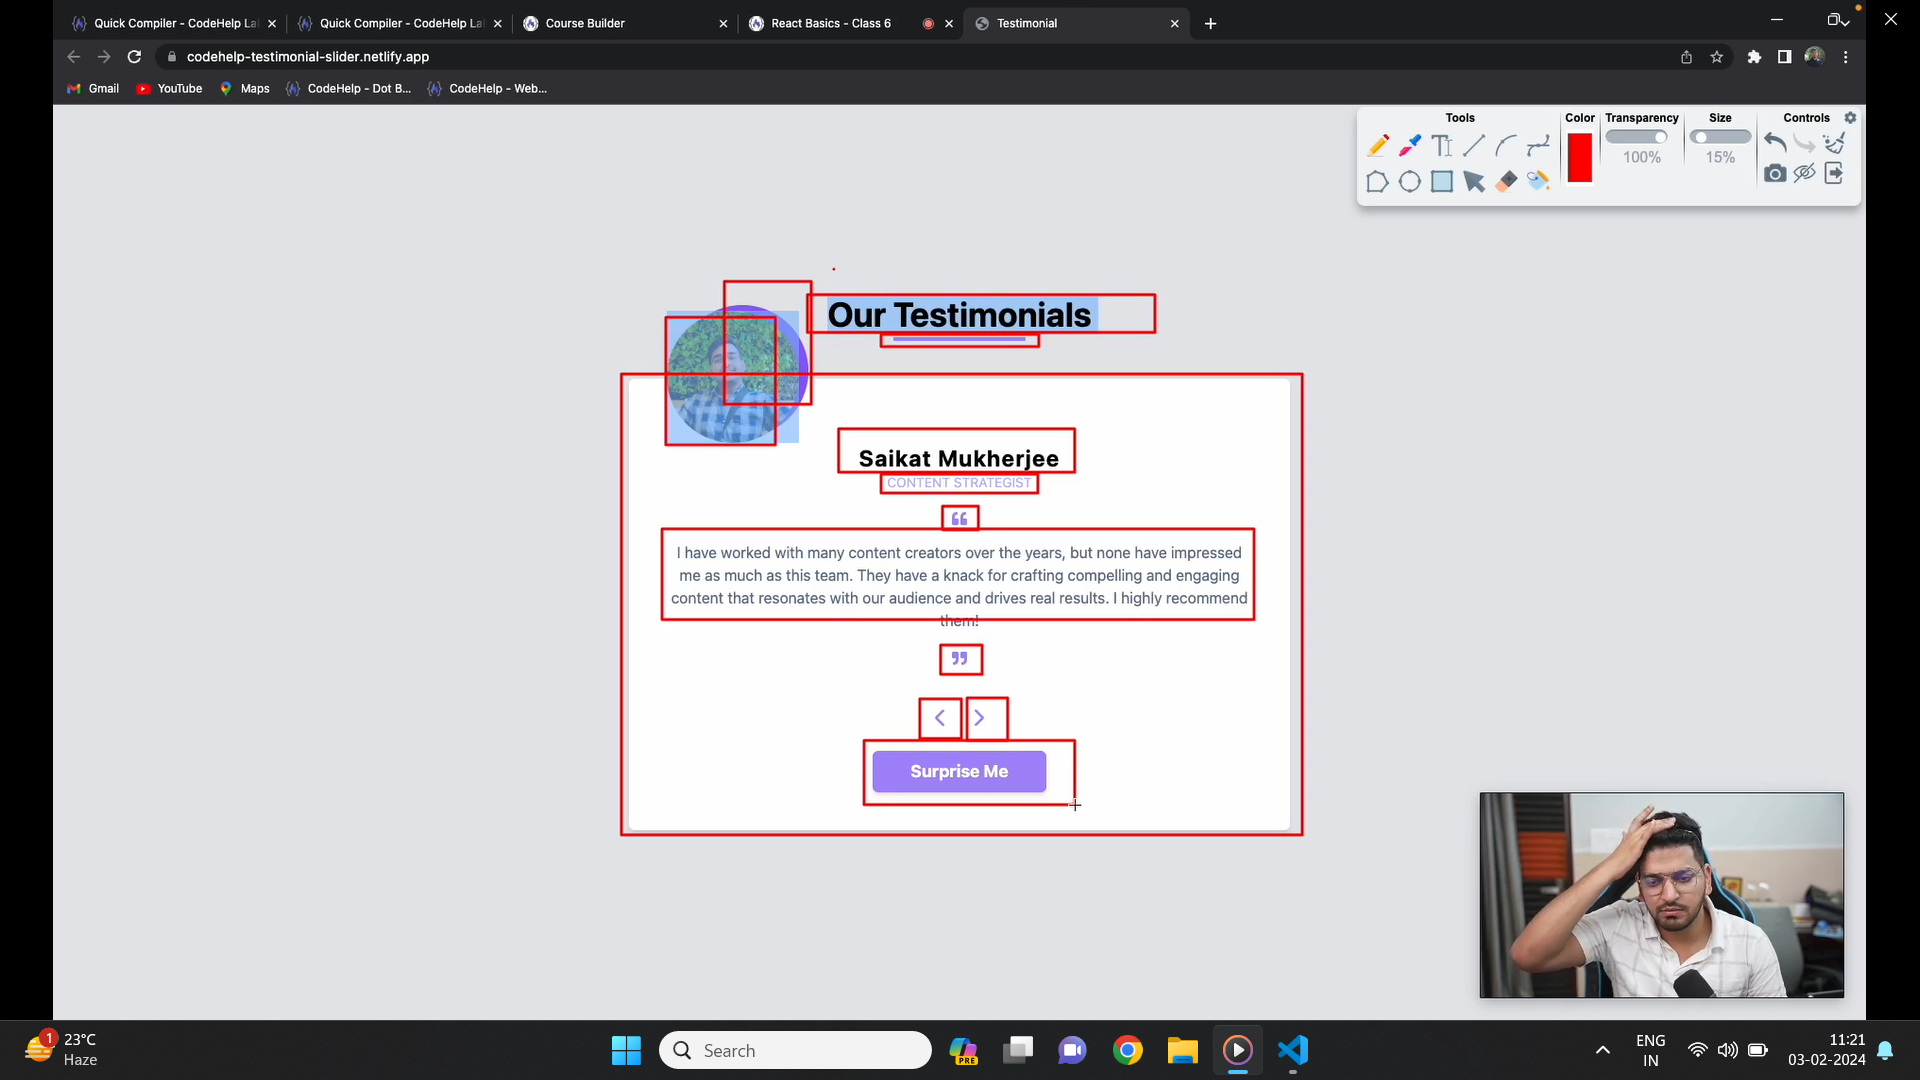 Quick Compiler - CodeHelp La
Quick Compiler - CodeHelp La
Course Builder
React Basics - Class 6
Testimonial
codehelp-testimonial-slider.netlify.app
Gmail
YouTube
Maps
CodeHelp - Dot B...
CodeHelp - Web...
Tools
Color
Transparency
Size
Controls
100%
15%
Our Testimonials
Saikat Mukherjee
CONTENT STRATEGIST
I have worked with many content creators over the years, but none have impressed
me as much as this team. They have a knack for crafting compelling and engaging
content that resonates with our audience and drives real results. I highly recommend
them!
Surprise Me
1
23°C
Haze
Search
PRE
ENG
IN
11:21
03-02-2024